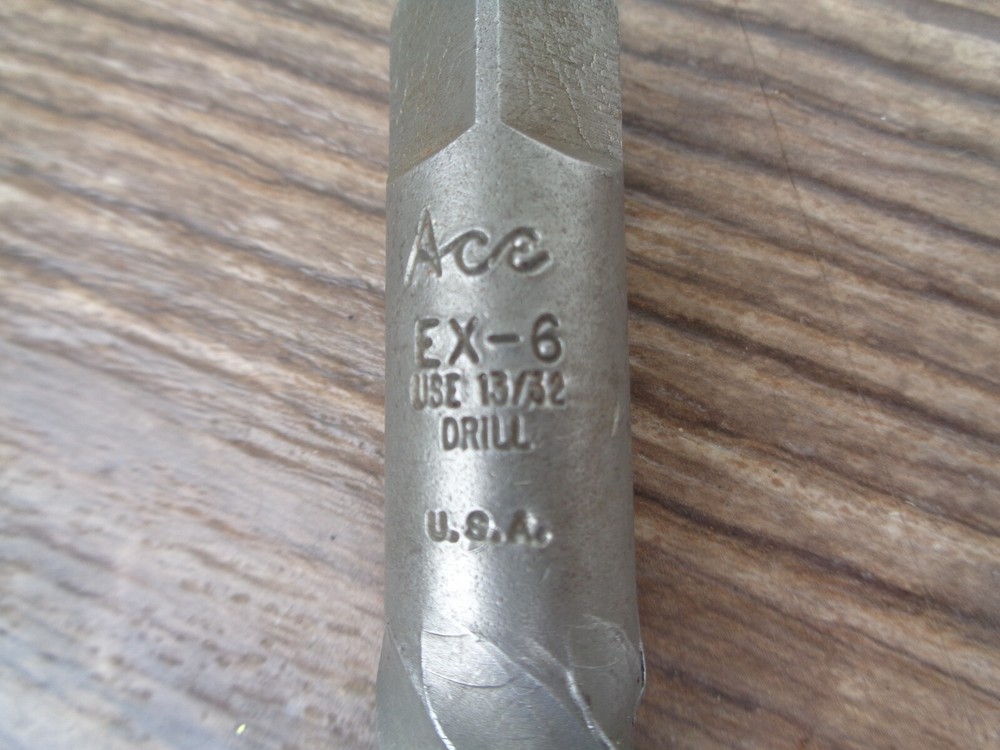 Ace
EX-6
USE 13/32
DRILL
U.S.A.